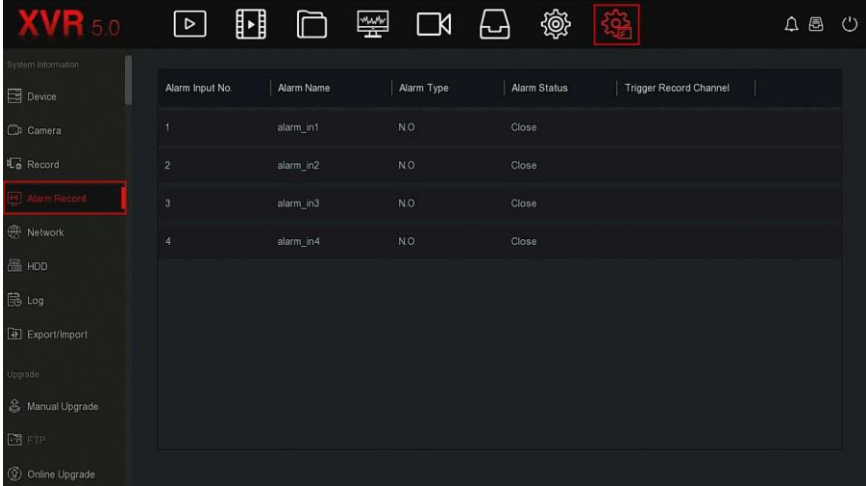 XVR 5.0
System Information
Device
Camera
Record
Alarm Record
Network
HDD
Log
Export/Import
Upgrade
Manual Upgrade
FTP
Online Upgrade
Alarm Input No. Alarm Name Alarm Type Alarm Status Trigger Record Channel
1 alarm_in1 N.O Close
2 alarm_in2 N.O Close
3 alarm_in3 N.O Close
4 alarm_in4 N.O Close